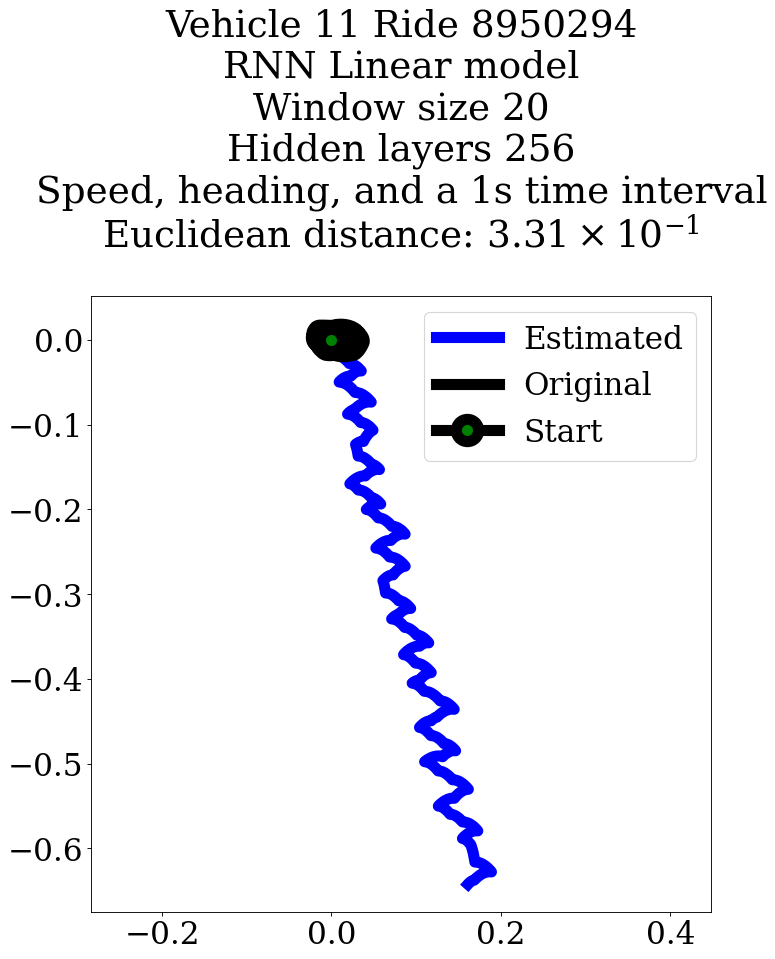 Vehicle 11 Ride 8950294
RNN Linear model
Window size 20
Hidden layers 256
Speed, heading, and a 1s time interval
Euclidean distance: 3.31 × 10⁻¹
Estimated
Original
Start
0.0
−0.1
−0.2
−0.3
−0.4
−0.5
−0.6
−0.2 0.0 0.2 0.4